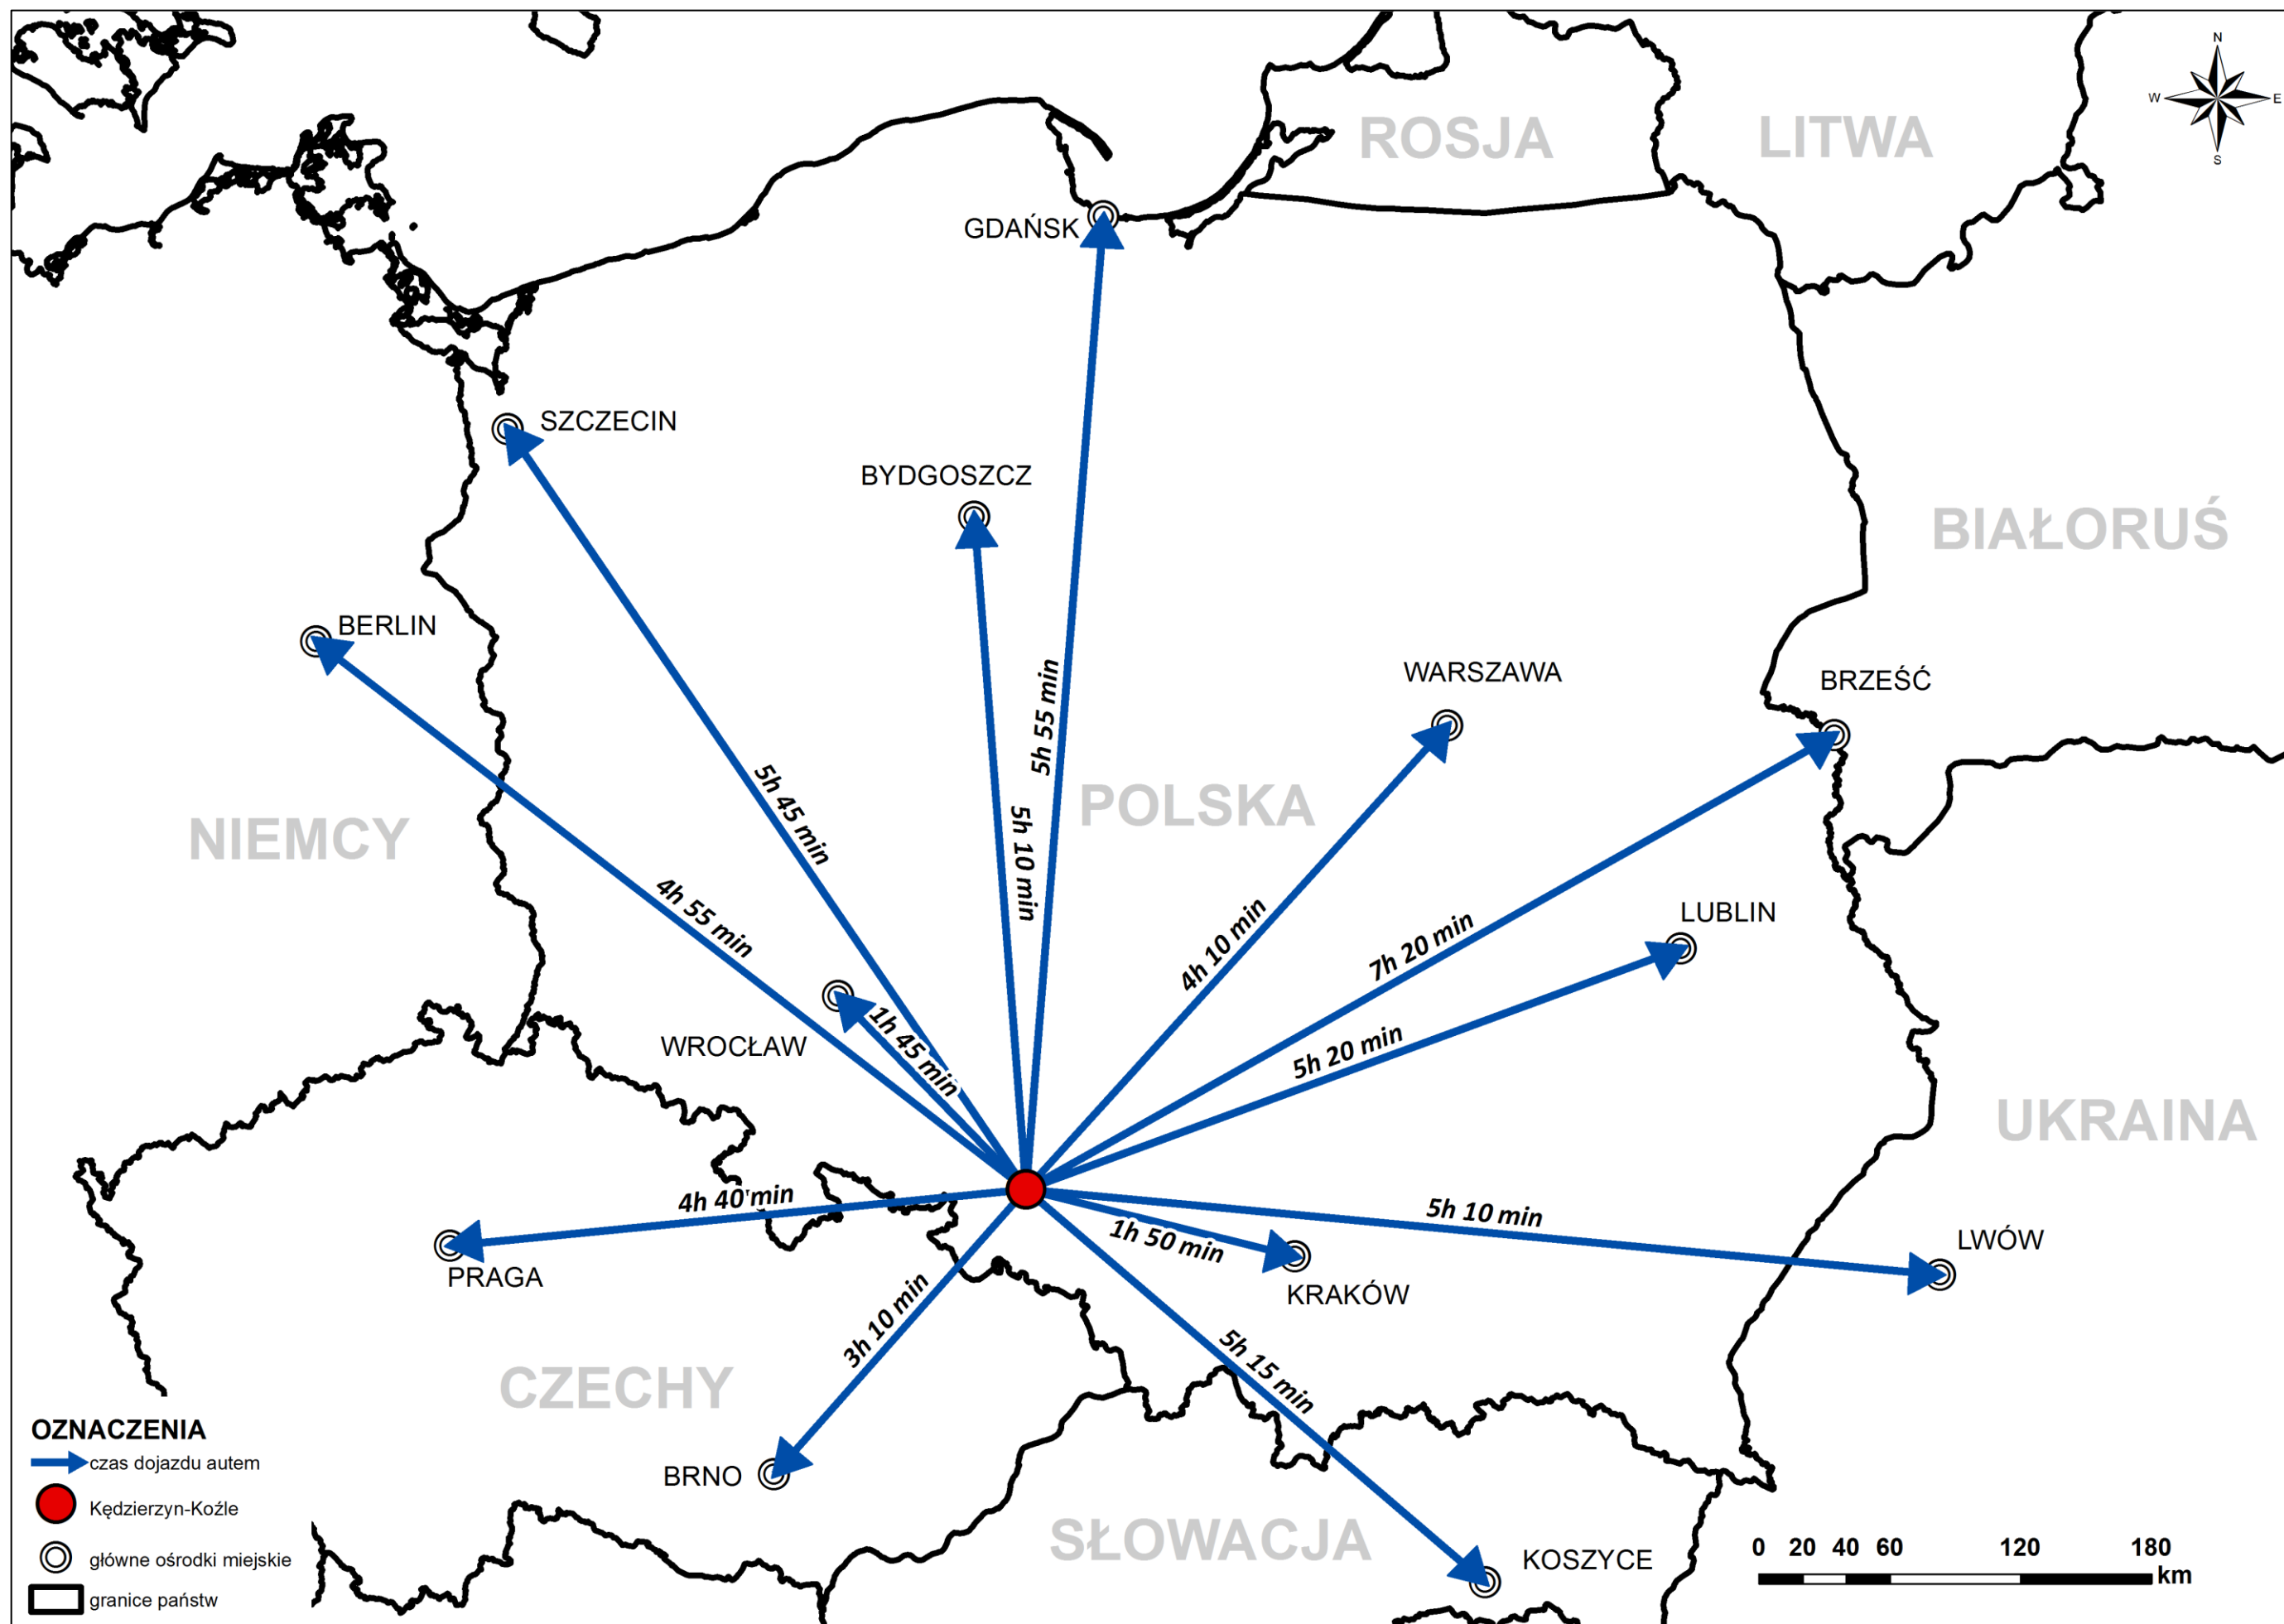 N
W
E
S
ROSJA
LITWA
GDAŃSK
SZCZECIN
BYDGOSZCZ
BIAŁORUŚ
BERLIN
WARSZAWA
BRZEŚĆ
5h 55 min
5h 45 min
POLSKA
NIEMCY
5h 10 min
4h 55 min
4h 10 min
7h 20 min
LUBLIN
WROCŁAW
1h 45 min
5h 20 min
UKRAINA
4h 40 min
5h 10 min
1h 50 min
LWÓW
PRAGA
KRAKÓW
3h 10 min
5h 15 min
CZECHY
BRNO
SŁOWACJA
KOSZYCE
OZNACZENIA
czas dojazdu autem
Kędzierzyn-Koźle
główne ośrodki miejskie
granice państw
0 20 40 60 120 180
km